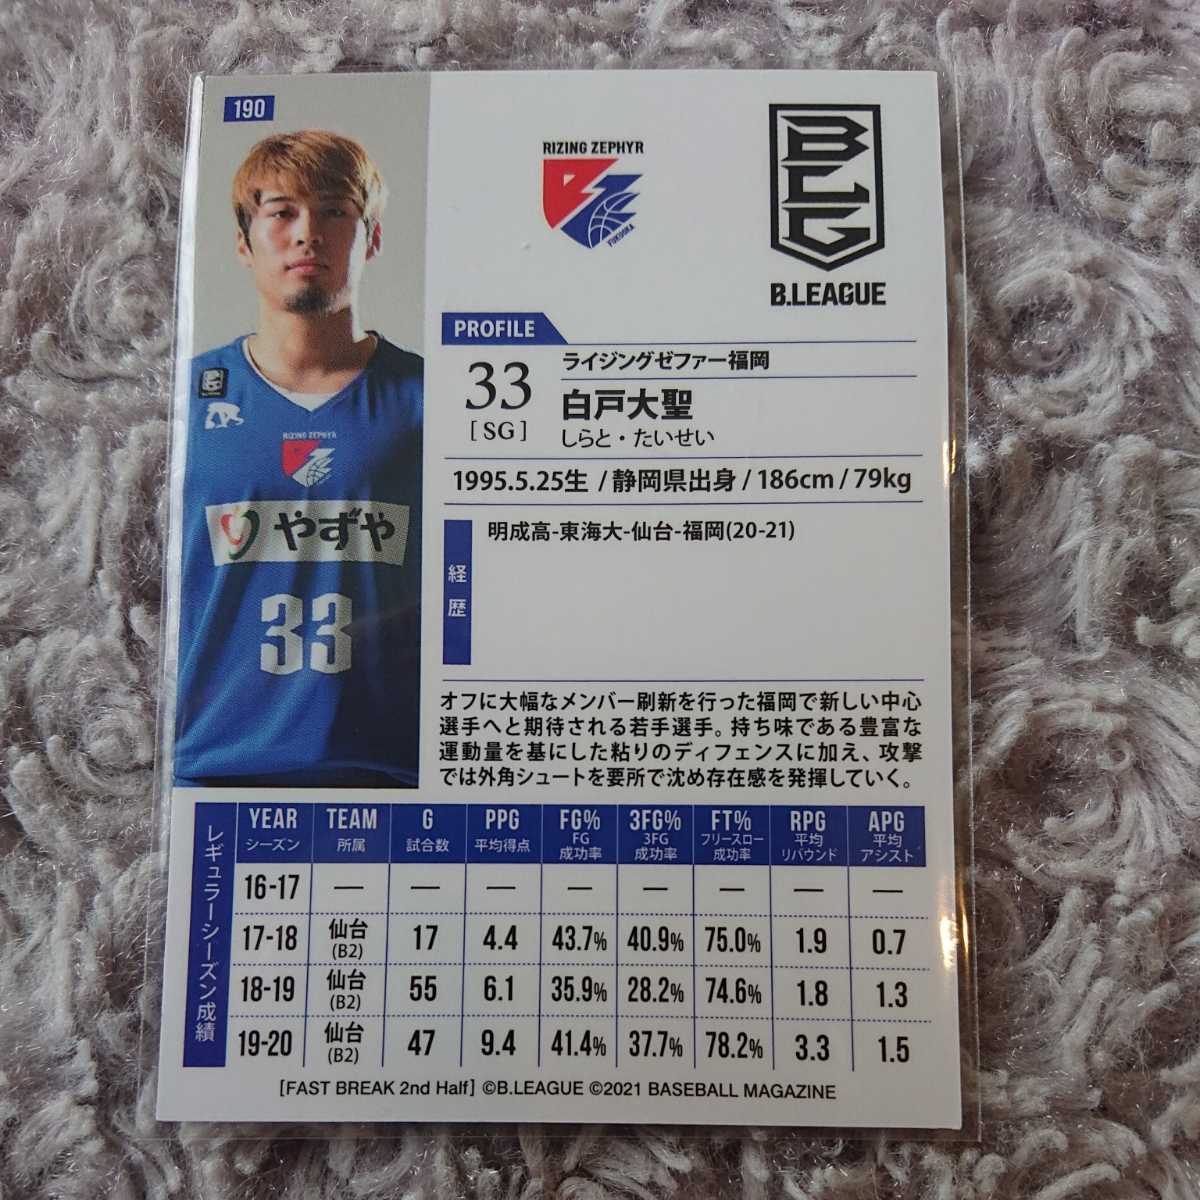 190
RIZING ZEPHYR
FUKUOKA
BLG
B.LEAGUE
RIZING ZEPHYR
やずや
33
PROFILE
33
[SG]
ライジングゼファー福岡
白戸大聖
しらと・たいせい
1995.5.25生 / 静岡県出身 / 186cm / 79kg
経歴
明成高-東海大-仙台-福岡(20-21)
オフに大幅なメンバー刷新を行った福岡で新しい中心
選手へと期待される若手選手。持ち味である豊富な
運動量を基にした粘りのディフェンスに加え、攻撃
では外角シュートを要所で沈め存在感を発揮していく。
レギュラーシーズン成績
YEAR TEAM G PPG FG% 3FG% FT% RPG APG
シーズン 所属 試合数 平均得点 FG成功率 3FG成功率 フリースロー成功率 平均リバウンド 平均アシスト
16-17 — — — — — — — —
17-18 仙台(B2) 17 4.4 43.7% 40.9% 75.0% 1.9 0.7
18-19 仙台(B2) 55 6.1 35.9% 28.2% 74.6% 1.8 1.3
19-20 仙台(B2) 47 9.4 41.4% 37.7% 78.2% 3.3 1.5
[FAST BREAK 2nd Half] ©B.LEAGUE ©2021 BASEBALL MAGAZINE